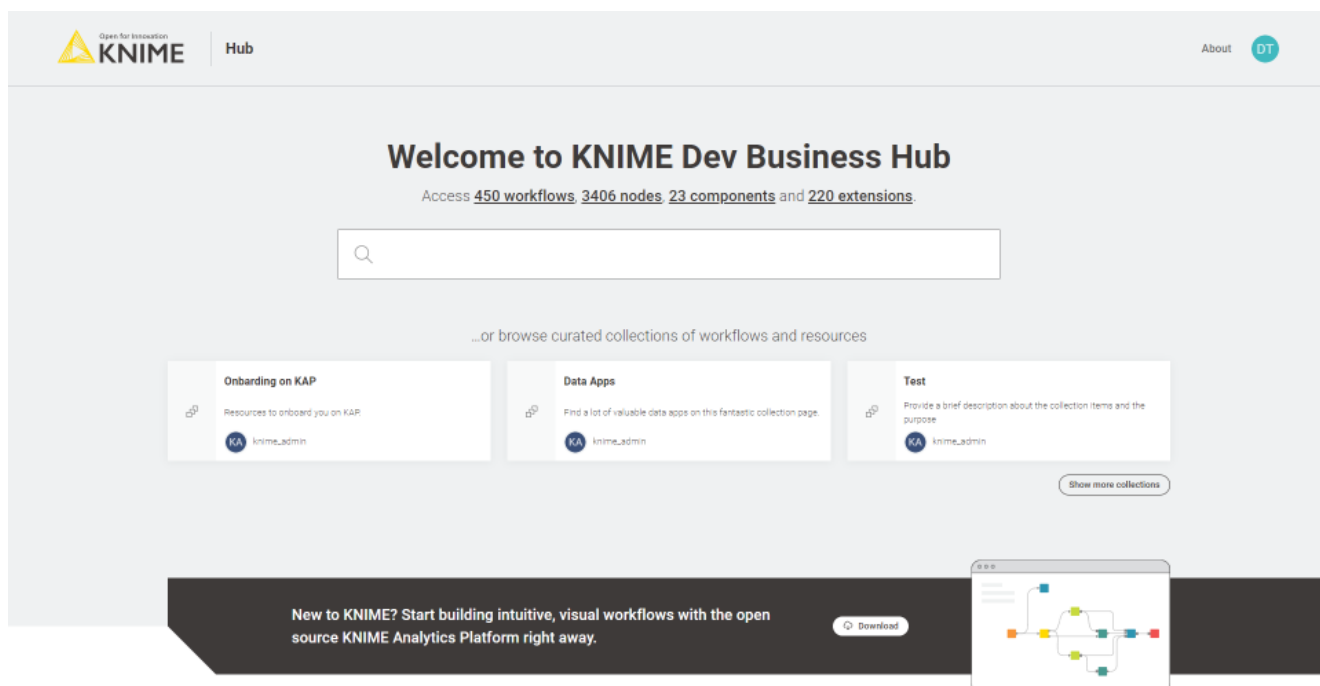 Open for Innovation
KNIME
Hub
About
DT
Welcome to KNIME Dev Business Hub
Access 450 workflows, 3406 nodes, 23 components and 220 extensions.
...or browse curated collections of workflows and resources
Onbarding on KAP
Resources to onboard you on KAP.
KA knime_admin
Data Apps
Find a lot of valuable data apps on this fantastic collection page.
KA knime_admin
Test
Provide a brief description about the collection items and the
purpose
KA knime_admin
Show more collections
New to KNIME? Start building intuitive, visual workflows with the open
source KNIME Analytics Platform right away.
Download